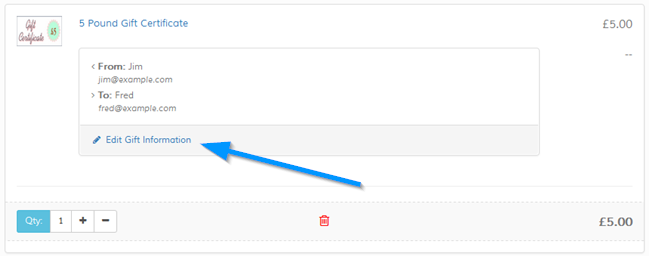 Gift
Certificate £5
5 Pound Gift Certificate £5.00
--
From: Jim
jim@example.com
To: Fred
fred@example.com
Edit Gift Information
Qty: 1 + − £5.00